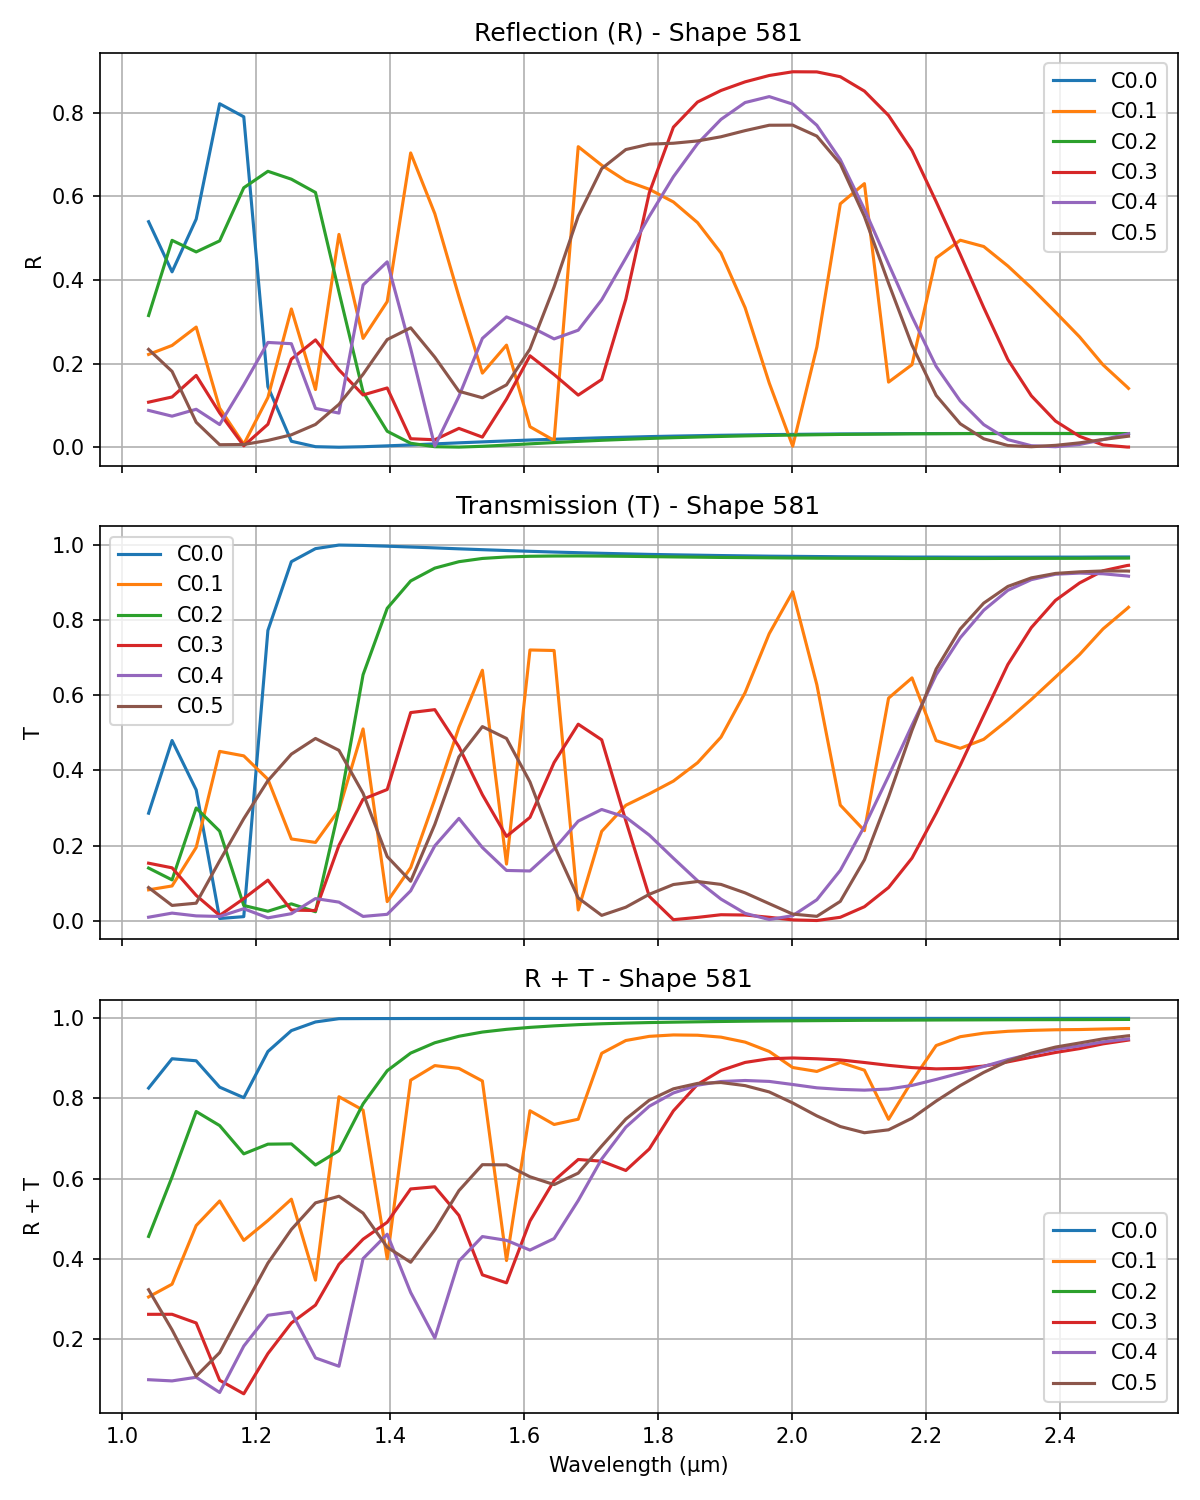 Reflection (R) - Shape 581
0.8
0.6
0.4
0.2
0.0
R
C0.0
C0.1
C0.2
C0.3
C0.4
C0.5
Transmission (T) - Shape 581
1.0
0.8
0.6
0.4
0.2
0.0
T
C0.0
C0.1
C0.2
C0.3
C0.4
C0.5
R + T - Shape 581
1.0
0.8
0.6
0.4
0.2
R + T
C0.0
C0.1
C0.2
C0.3
C0.4
C0.5
1.0 1.2 1.4 1.6 1.8 2.0 2.2 2.4
Wavelength (μm)